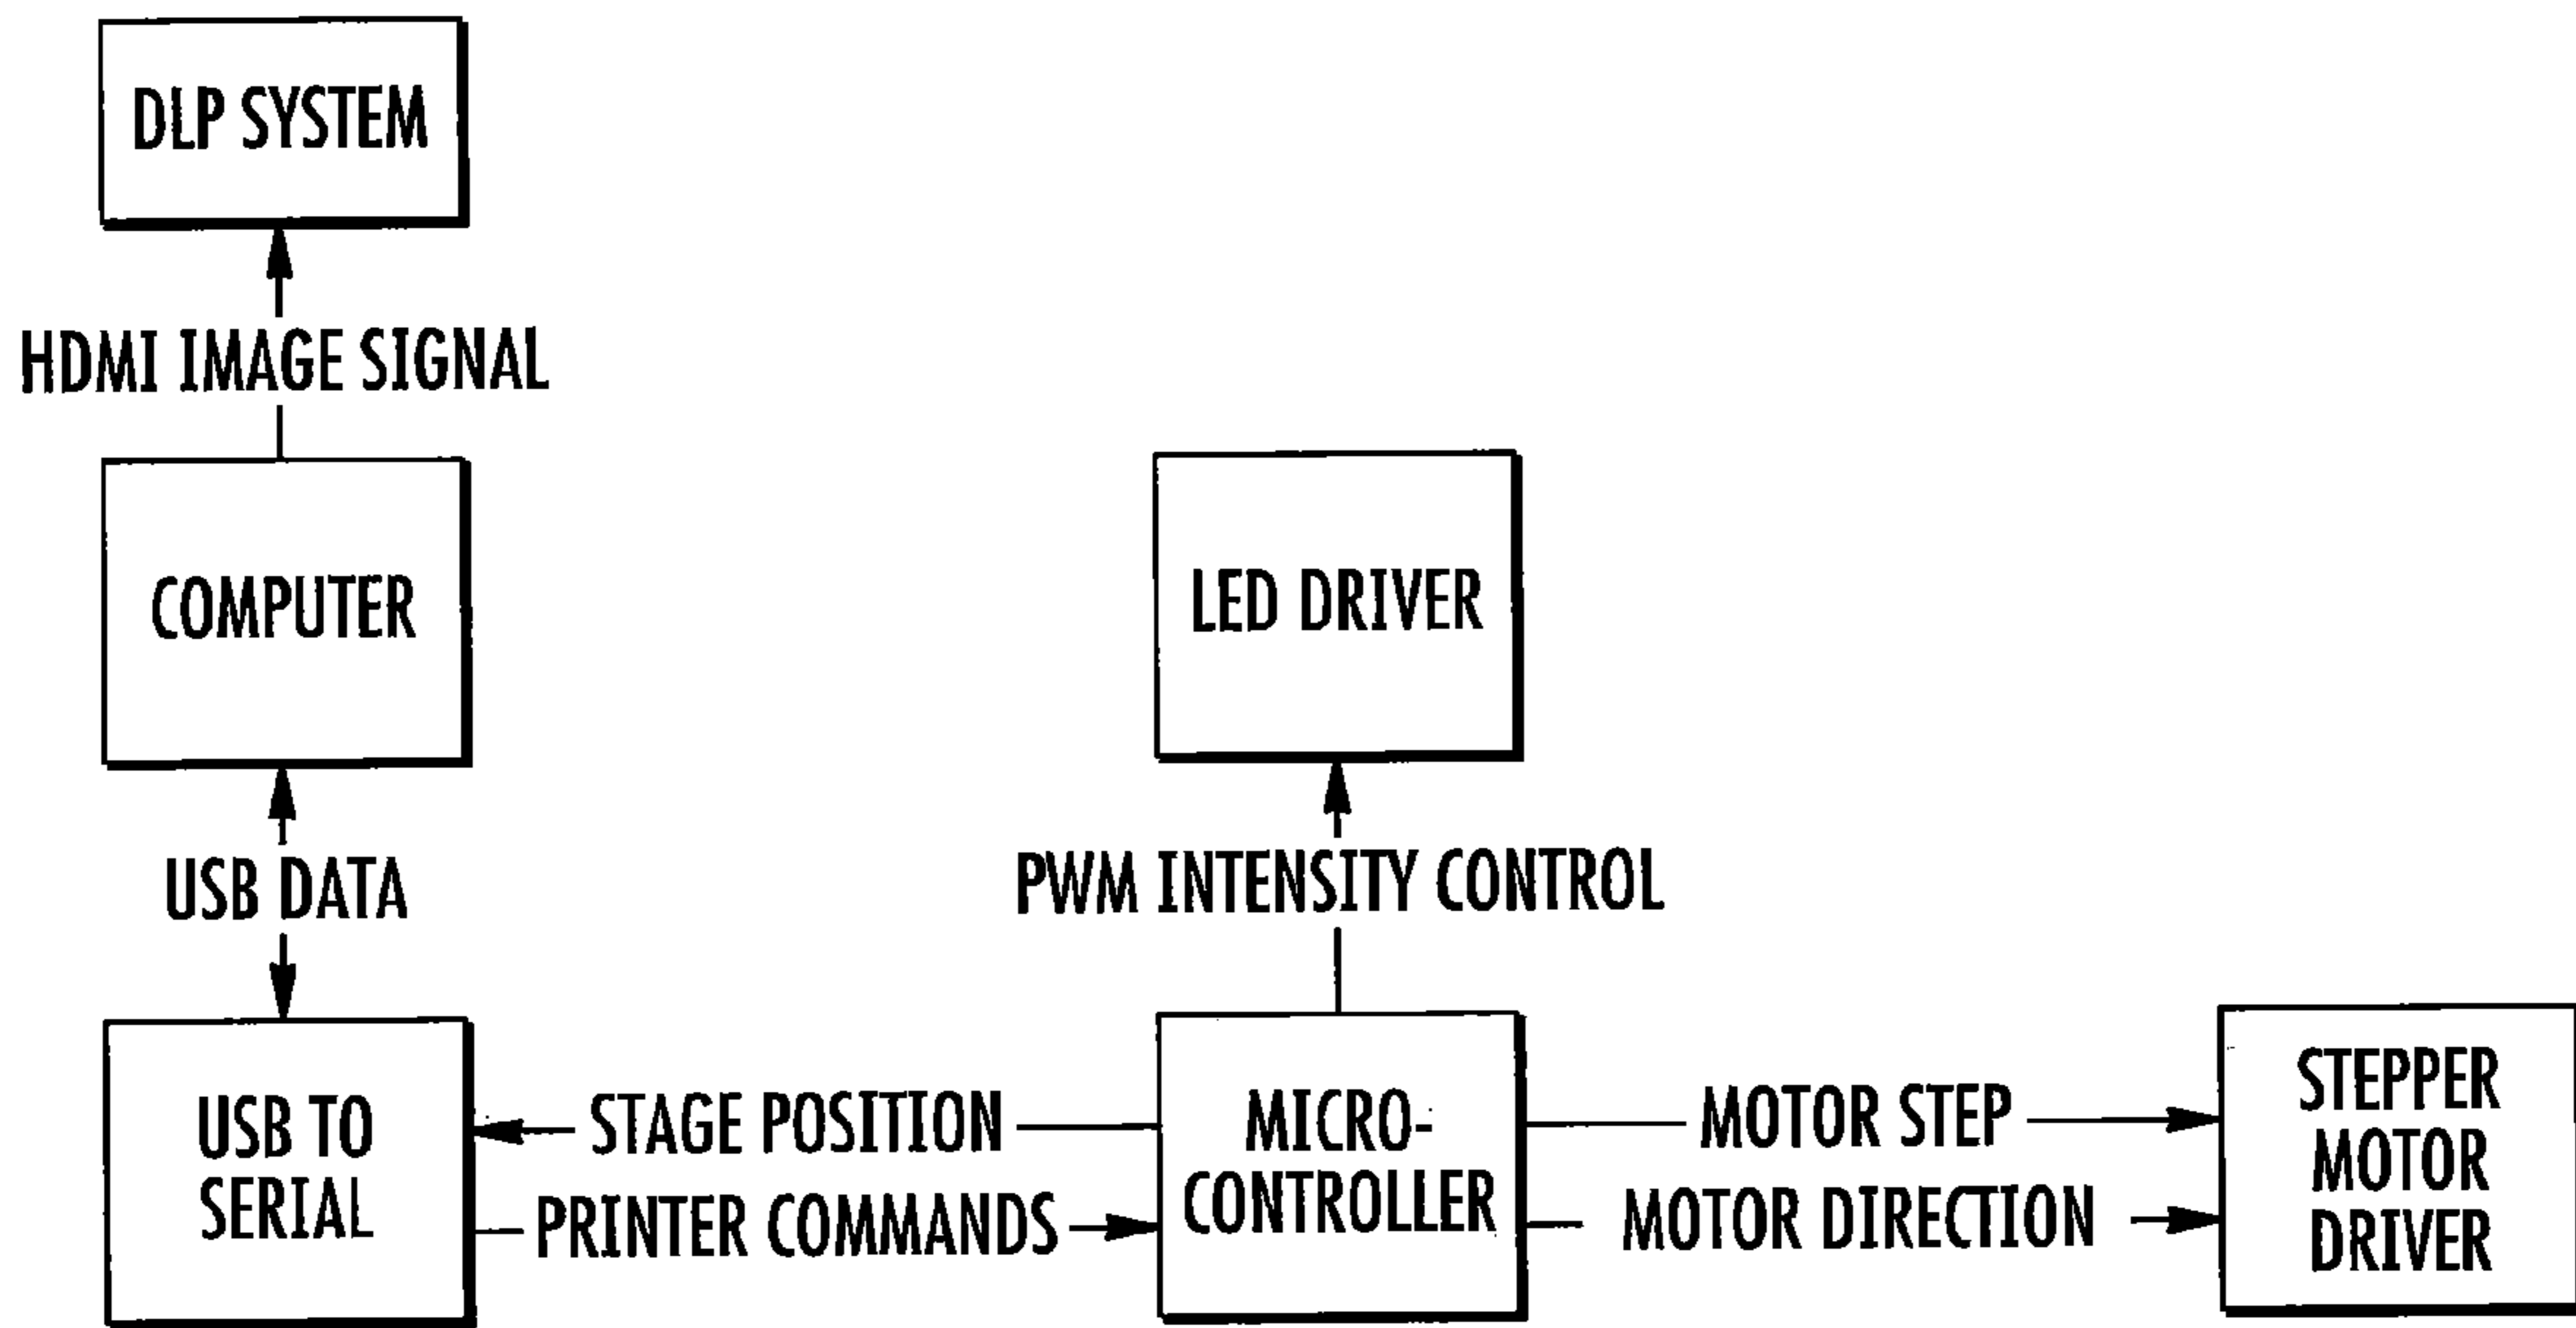 DLP SYSTEM
HDMI IMAGE SIGNAL
COMPUTER
LED DRIVER
USB DATA
PWM INTENSITY CONTROL
USB TO
SERIAL
STAGE POSITION
PRINTER COMMANDS
MICRO-
CONTROLLER
MOTOR STEP
MOTOR DIRECTION
STEPPER
MOTOR
DRIVER